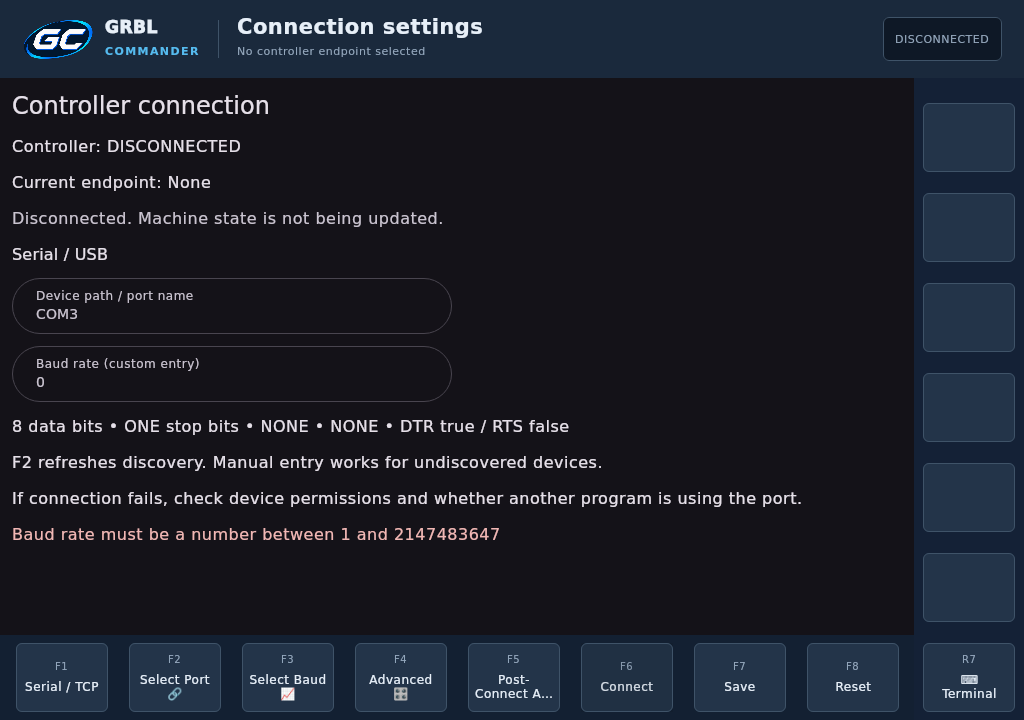 GC
GRBL
COMMANDER
Connection settings
No controller endpoint selected
DISCONNECTED
Controller connection
Controller: DISCONNECTED
Current endpoint: None
Disconnected. Machine state is not being updated.
Serial / USB
Device path / port name
COM3
Baud rate (custom entry)
0
8 data bits • ONE stop bits • NONE • NONE • DTR true / RTS false
F2 refreshes discovery. Manual entry works for undiscovered devices.
If connection fails, check device permissions and whether another program is using the port.
Baud rate must be a number between 1 and 2147483647
F1
Serial / TCP
F2
Select Port
F3
Select Baud
F4
Advanced
F5
Post-
Connect A...
F6
Connect
F7
Save
F8
Reset
R7
Terminal